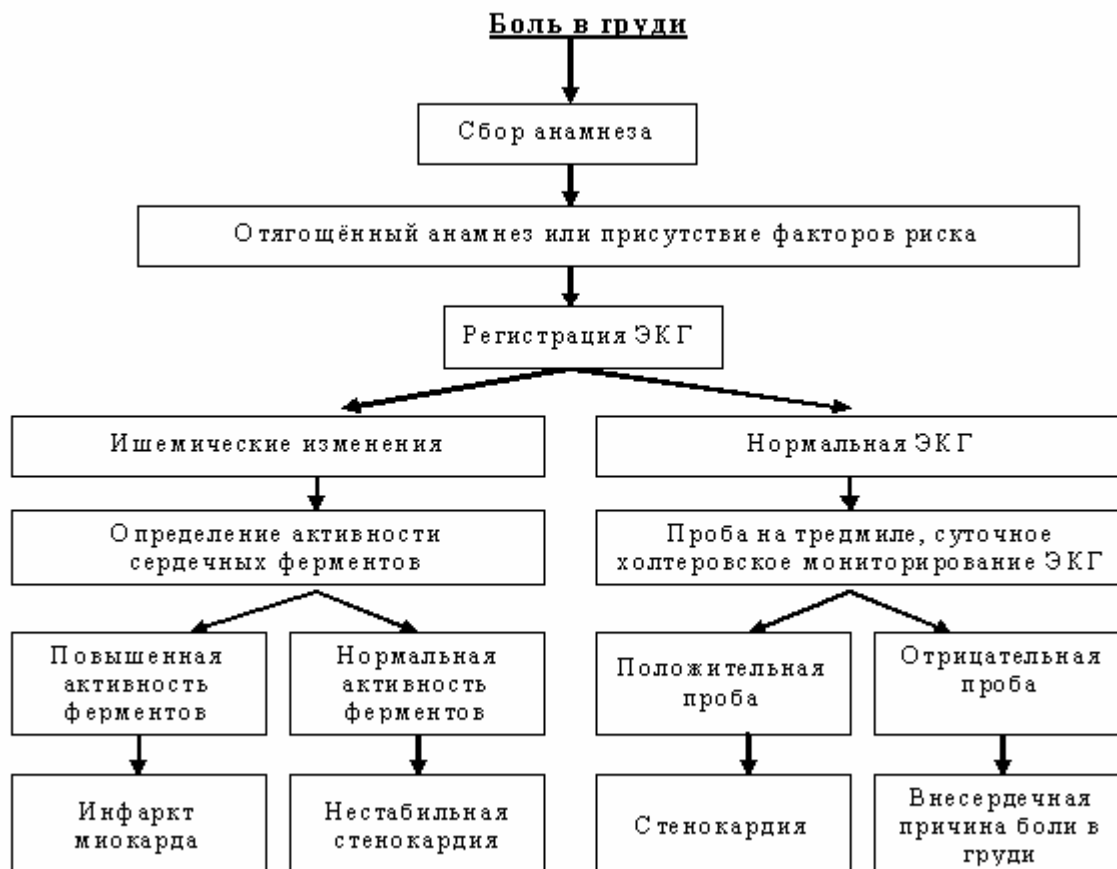 Боль в груди
Сбор анамнеза
Отягощённый анамнез или присутствие факторов риска
Регистрация ЭКГ
Ишемические изменения
Нормальная ЭКГ
Определение активности
сердечных ферментов
Проба на тредмиле, суточное
холтеровское мониторирование ЭКГ
Повышенная
активность
ферментов
Нормальная
активность
ферментов
Положительная
проба
Отрицательная
проба
Инфаркт
миокарда
Нестабильная
стенокардия
Стенокардия
Внесердечная
причина боли в
груди